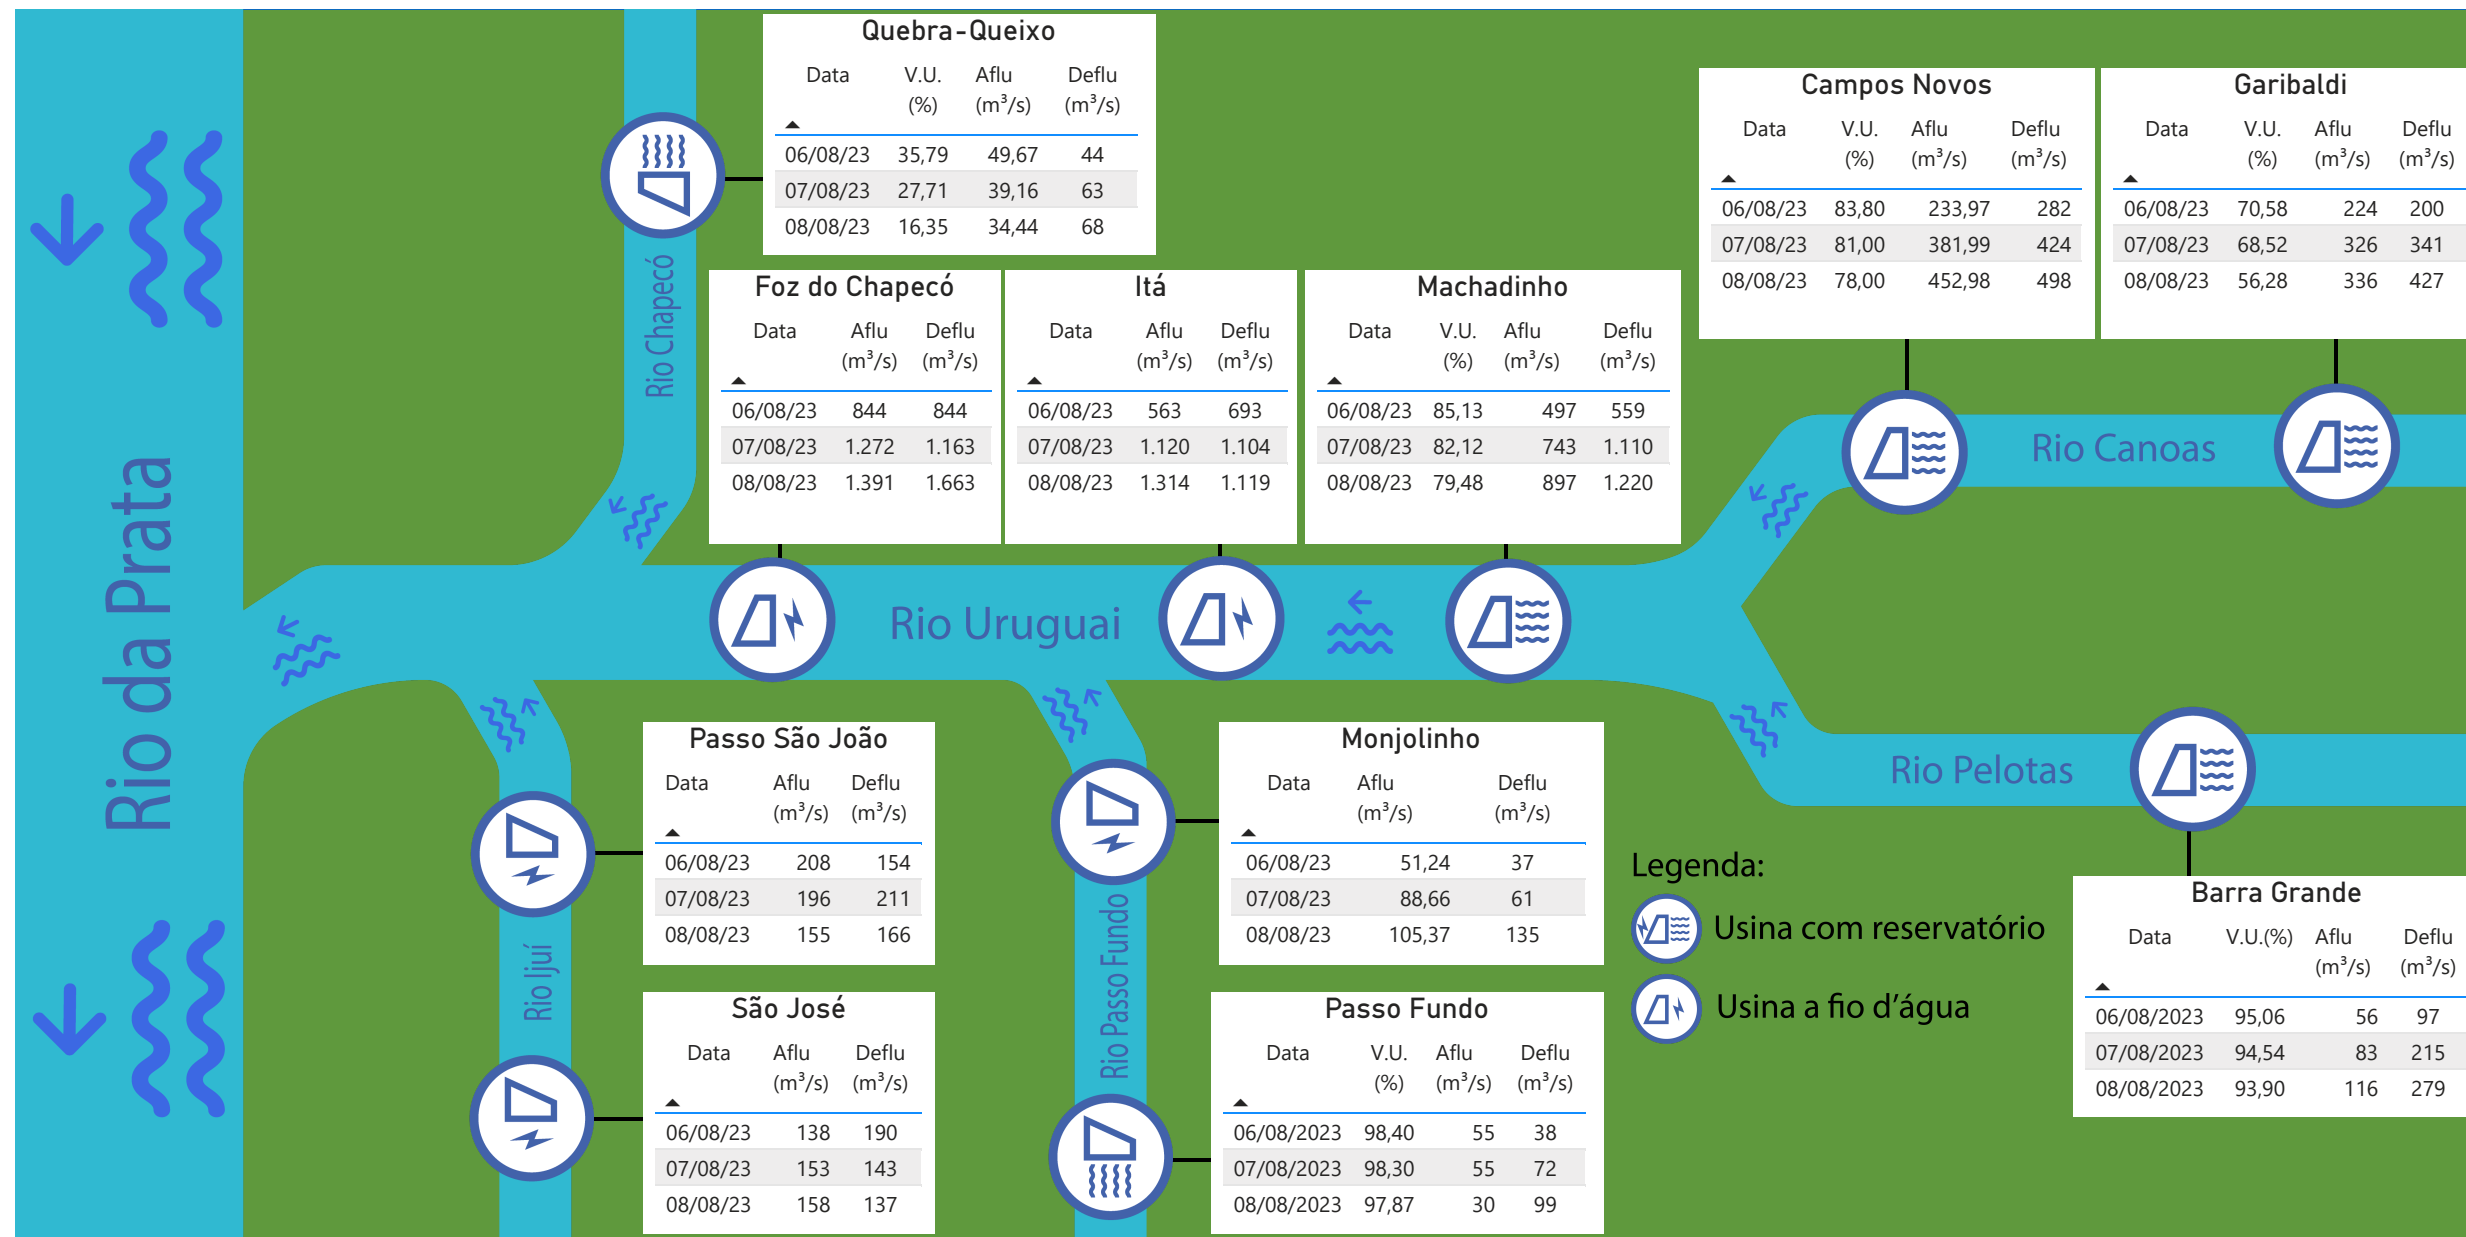 Quebra-Queixo
Data V.U. (%) Aflu (m³/s) Deflu (m³/s)
06/08/23 35,79 49,67 44
07/08/23 27,71 39,16 63
08/08/23 16,35 34,44 68
Campos Novos
Data V.U. (%) Aflu (m³/s) Deflu (m³/s)
06/08/23 83,80 233,97 282
07/08/23 81,00 381,99 424
08/08/23 78,00 452,98 498
Garibaldi
Data V.U. (%) Aflu (m³/s) Deflu (m³/s)
06/08/23 70,58 224 200
07/08/23 68,52 326 341
08/08/23 56,28 336 427
Foz do Chapecó
Data Aflu (m³/s) Deflu (m³/s)
06/08/23 844 844
07/08/23 1.272 1.163
08/08/23 1.391 1.663
Itá
Data Aflu (m³/s) Deflu (m³/s)
06/08/23 563 693
07/08/23 1.120 1.104
08/08/23 1.314 1.119
Machadinho
Data V.U. (%) Aflu (m³/s) Deflu (m³/s)
06/08/23 85,13 497 559
07/08/23 82,12 743 1.110
08/08/23 79,48 897 1.220
Rio Chapecó
Rio Canoas
Rio da Prata
Rio Uruguai
Rio Pelotas
Passo São João
Data Aflu (m³/s) Deflu (m³/s)
06/08/23 208 154
07/08/23 196 211
08/08/23 155 166
Monjolinho
Data Aflu (m³/s) Deflu (m³/s)
06/08/23 51,24 37
07/08/23 88,66 61
08/08/23 105,37 135
Legenda:
Usina com reservatório
Usina a fio d’água
Barra Grande
Data V.U.(%) Aflu (m³/s) Deflu (m³/s)
06/08/2023 95,06 56 97
07/08/2023 94,54 83 215
08/08/2023 93,90 116 279
Rio Ijuí
Rio Passo Fundo
São José
Data Aflu (m³/s) Deflu (m³/s)
06/08/23 138 190
07/08/23 153 143
08/08/23 158 137
Passo Fundo
Data V.U. (%) Aflu (m³/s) Deflu (m³/s)
06/08/2023 98,40 55 38
07/08/2023 98,30 55 72
08/08/2023 97,87 30 99